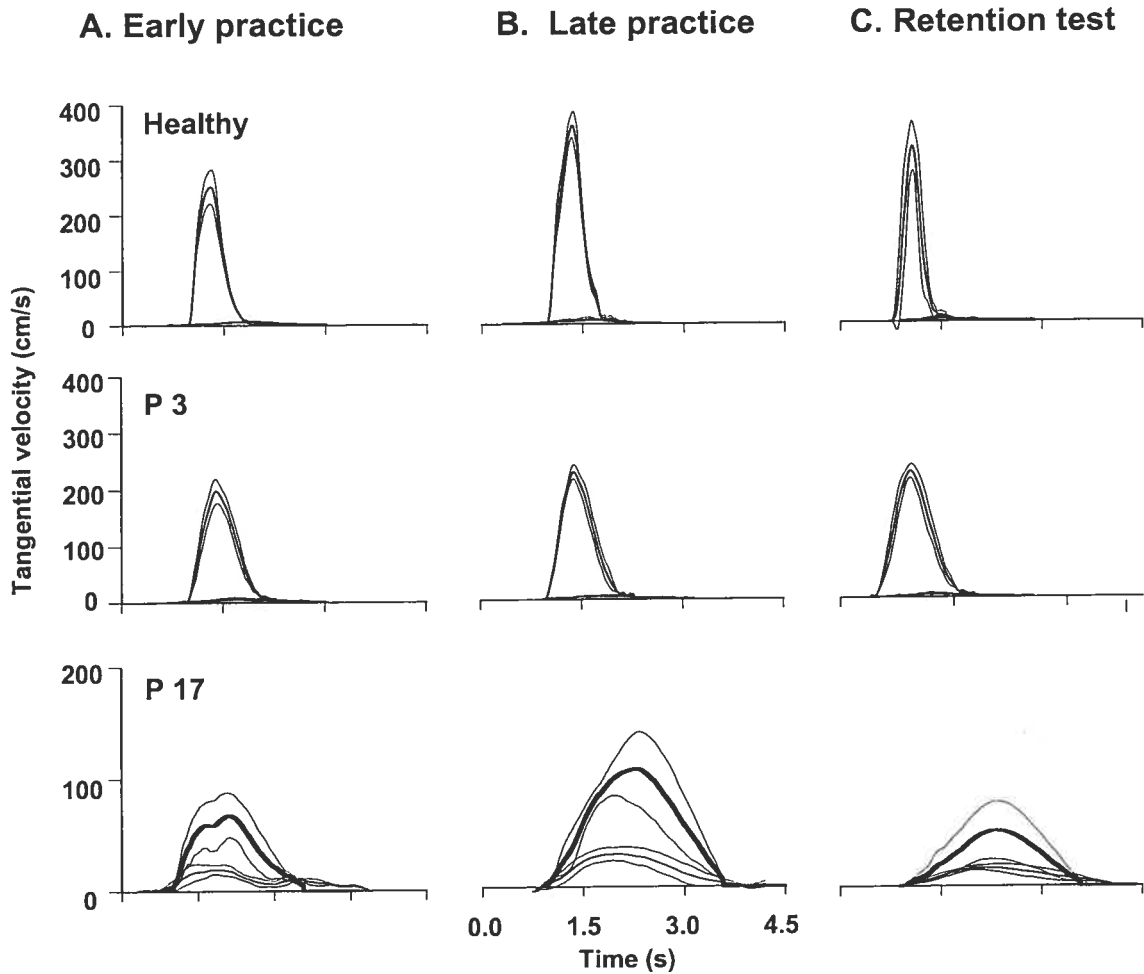 A. Early practice
B. Late practice
C. Retention test
Tangential velocity (cm/s)
400
300
200
100
0
Healthy
400
300
200
100
0
P 3
200
100
0
P 17
0.0 1.5 3.0 4.5
Time (s)